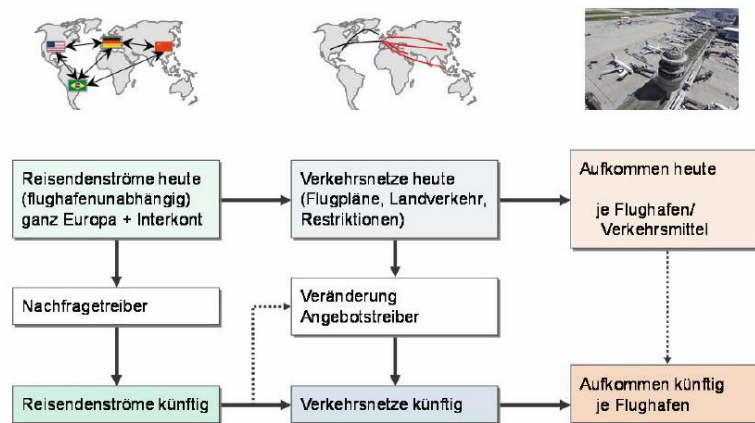 Reisendenströme heute
(flughafenunabhängig)
ganz Europa + Interkont
Verkehrsnetze heute
(Flugpläne, Landverkehr,
Restriktionen)
Aufkommen heute
je Flughafen/
Verkehrsmittel
Nachfragetreiber
Veränderung
Angebotstreiber
Reisendenströme künftig
Verkehrsnetze künftig
Aufkommen künftig
je Flughafen